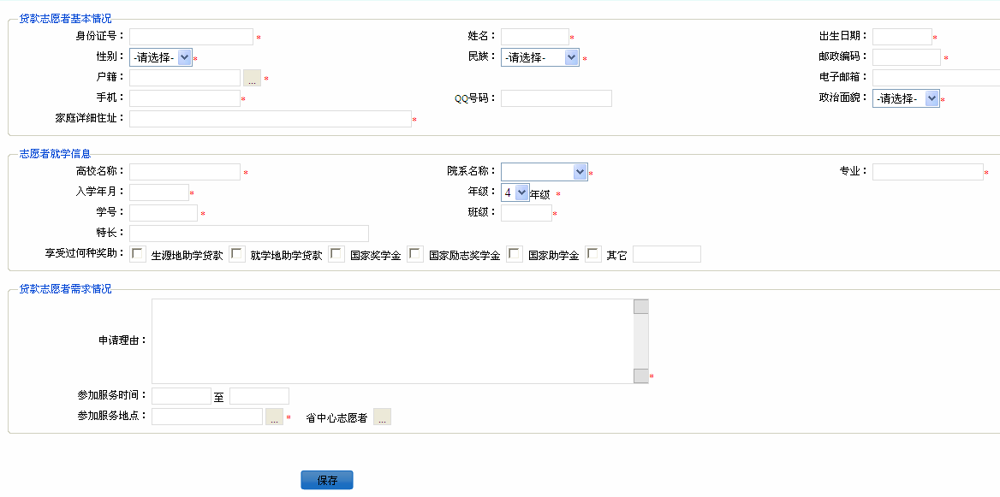 贷款志愿者基本情况
身份证号： * 姓名： * 出生日期： *
性别： -请选择- * 民族： -请选择- * 邮政编码： *
户籍： ... * 电子邮箱：
手机： * QQ号码： 政治面貌： -请选择- *
家庭详细住址： *
志愿者就学信息
高校名称： * 院系名称： * 专业： *
入学年月： * 年级： 4 年级 *
学号： * 班级： *
特长：
享受过何种奖助： 生源地助学贷款 就学地助学贷款 国家奖学金 国家励志奖学金 国家助学金 其它
贷款志愿者需求情况
申请理由： *
参加服务时间： 至
参加服务地点： ... * 省中心志愿者 ...
保存